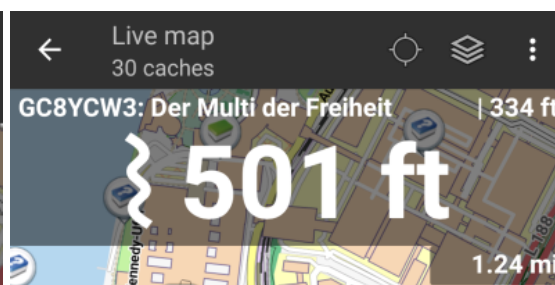 Live map
30 caches
GC8YCW3: Der Multi der Freiheit | 334 ft
501 ft
1.24 mi